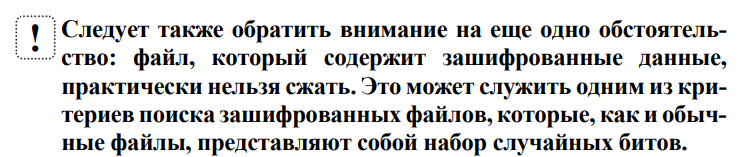 ! Следует также обратить внимание на еще одно обстоятель-
ство: файл, который содержит зашифрованные данные,
практически нельзя сжать. Это может служить одним из кри-
териев поиска зашифрованных файлов, которые, как и обыч-
ные файлы, представляют собой набор случайных битов.